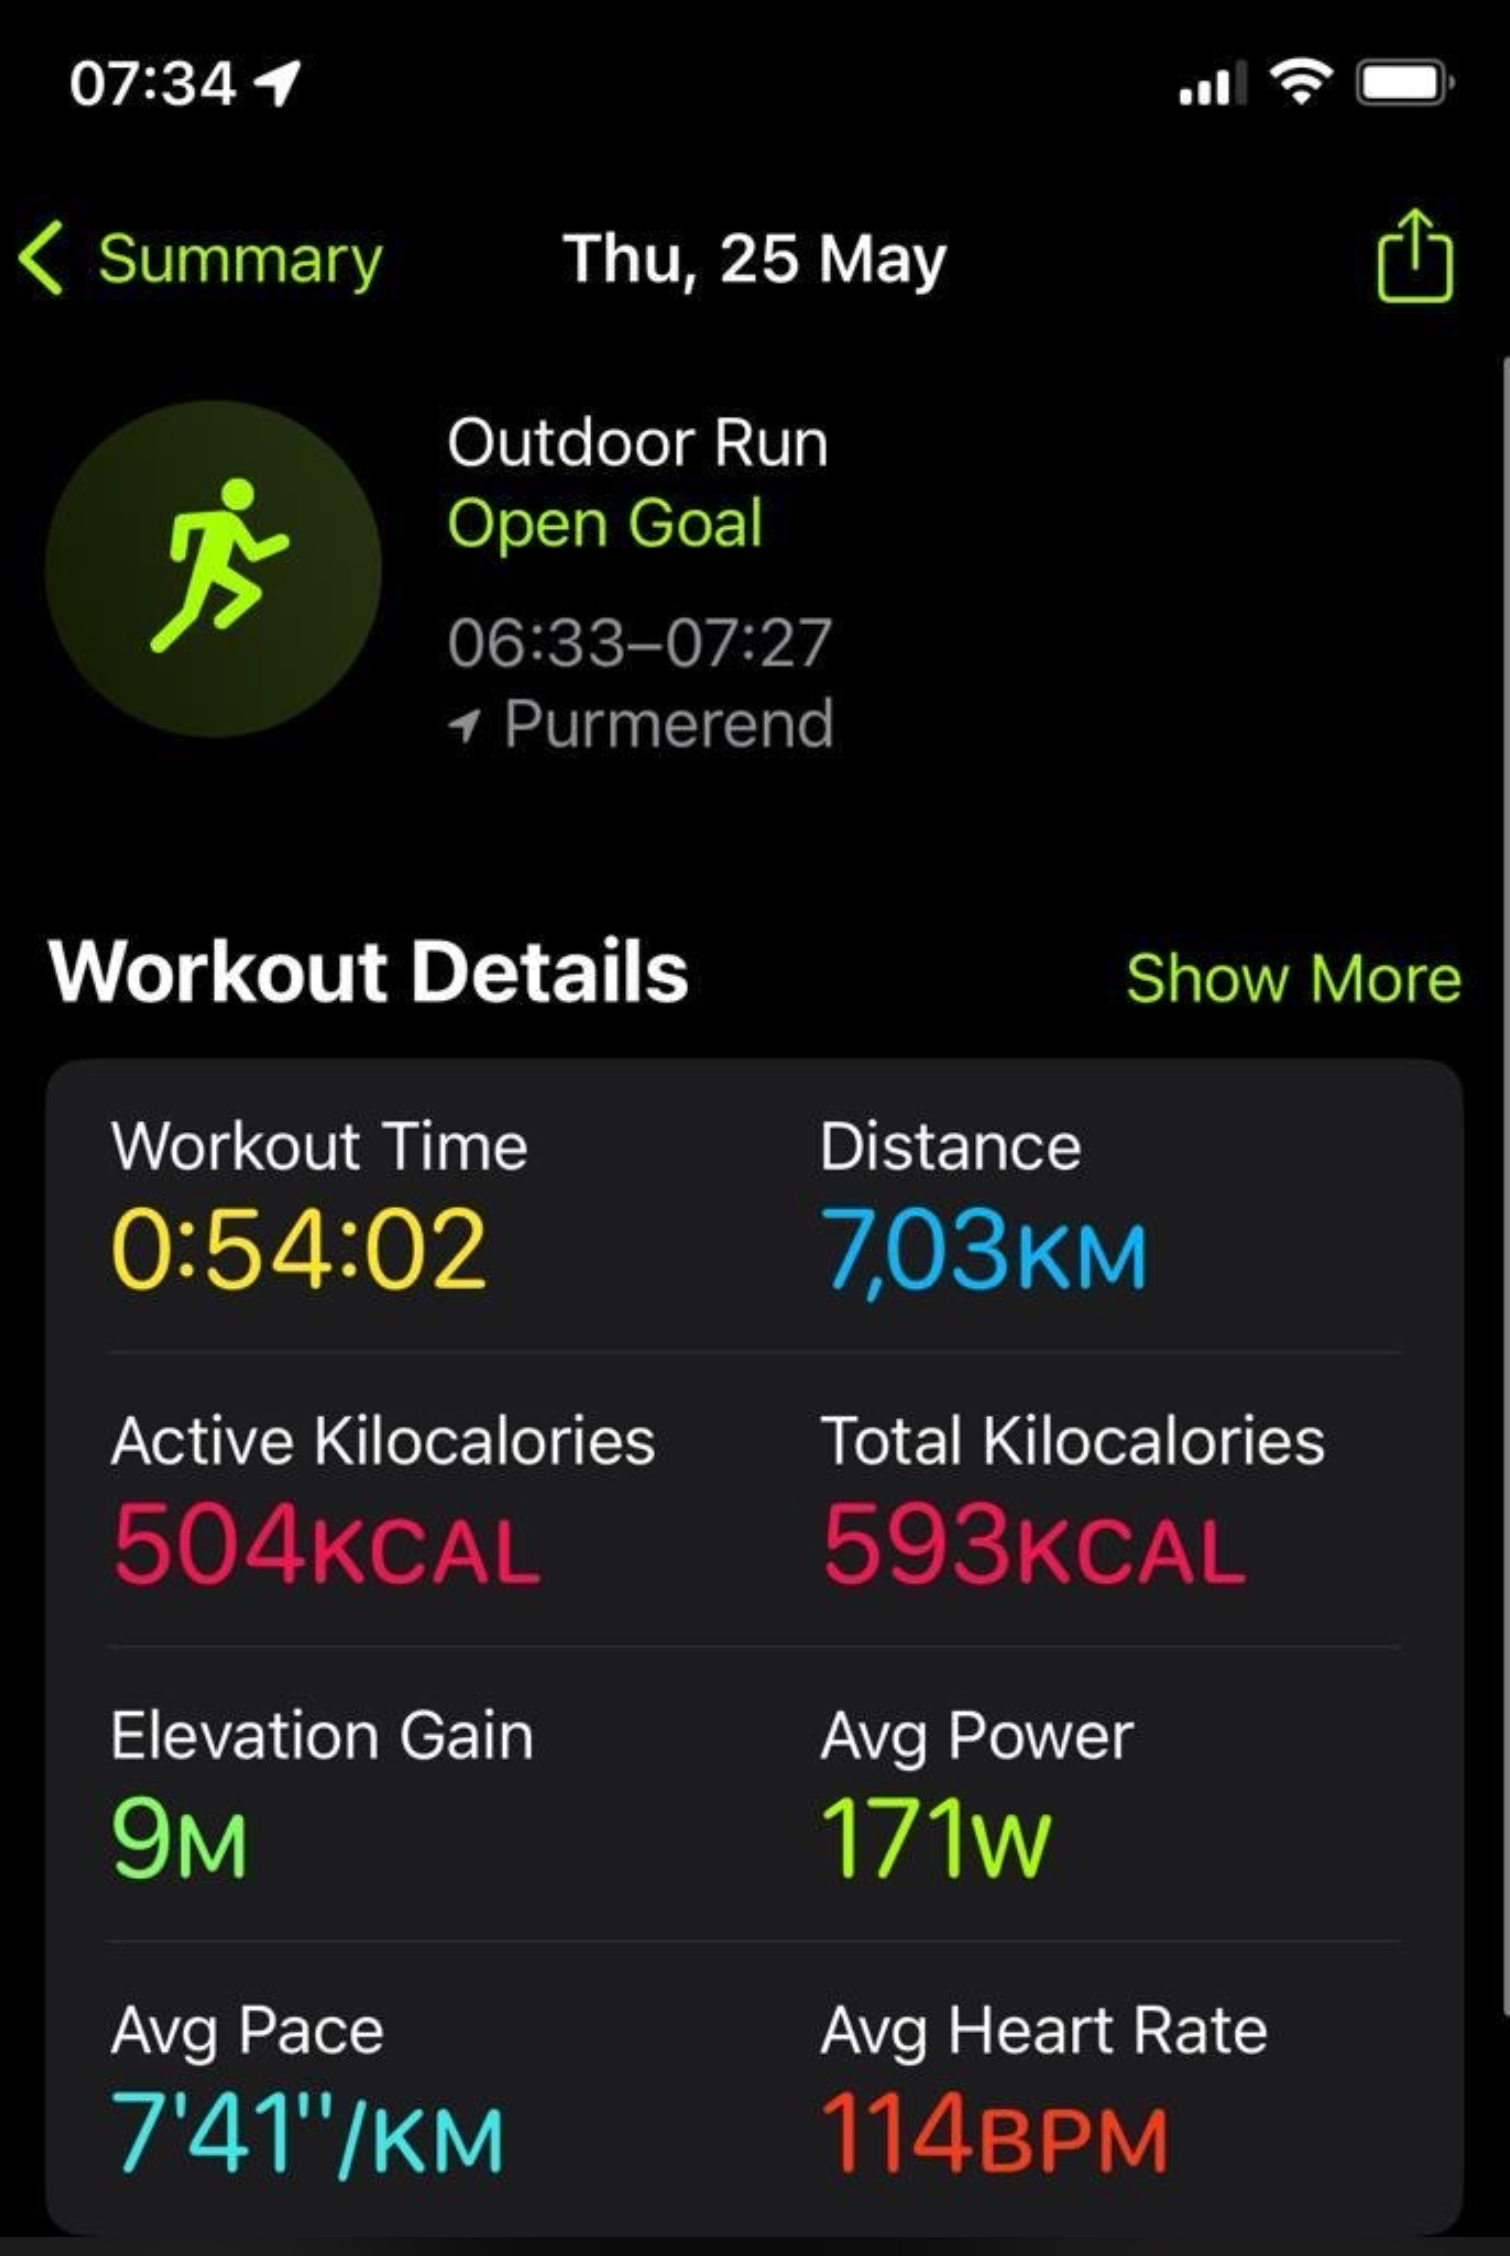 07:34
Summary
Thu, 25 May
Outdoor Run
Open Goal
06:33–07:27
Purmerend
Workout Details
Show More
Workout Time
Distance
0:54:02
7,03KM
Active Kilocalories
Total Kilocalories
504KCAL
593KCAL
Elevation Gain
Avg Power
9M
171W
Avg Pace
Avg Heart Rate
7'41"/KM
114BPM